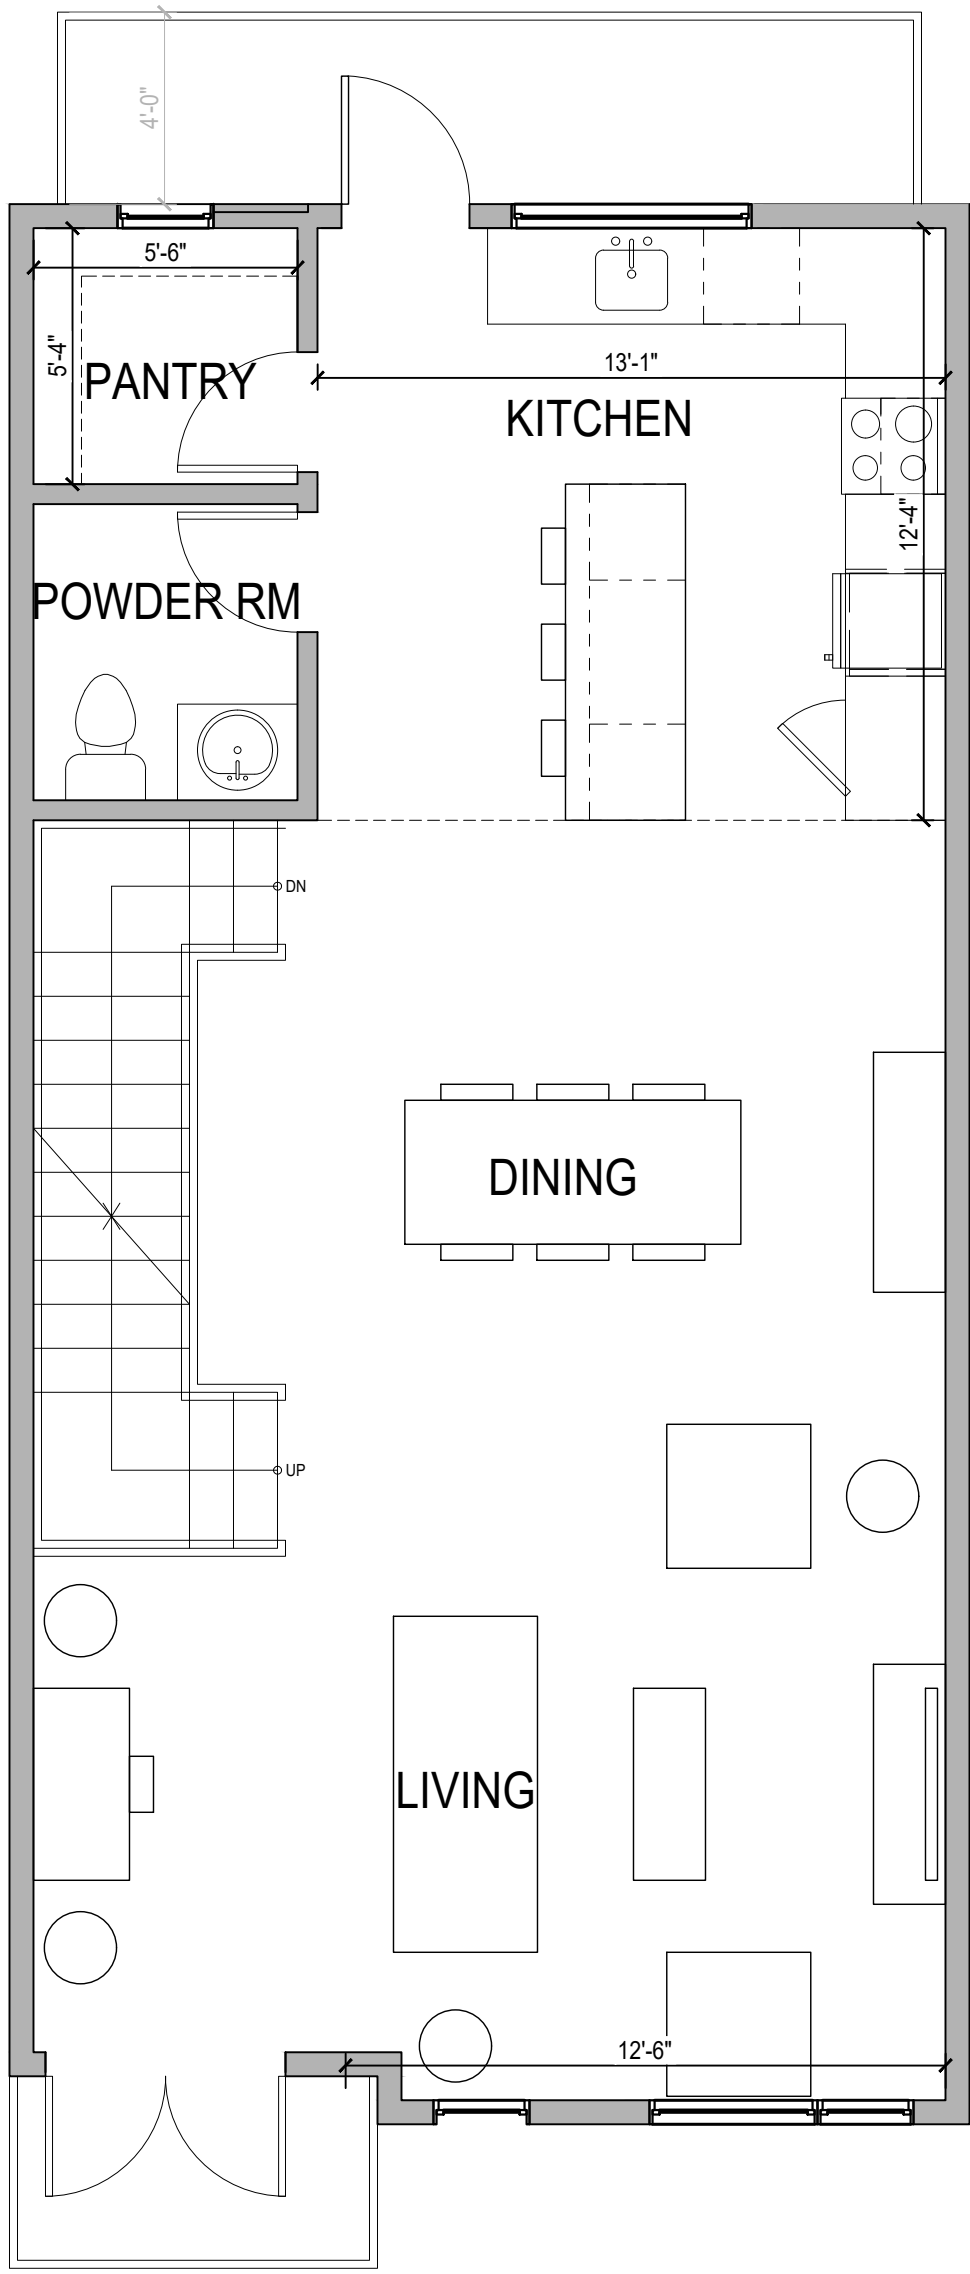 4'-0"
5'-6"
5'-4"
PANTRY
13'-1"
KITCHEN
12'-4"
POWDER RM
DN
DINING
UP
LIVING
12'-6"